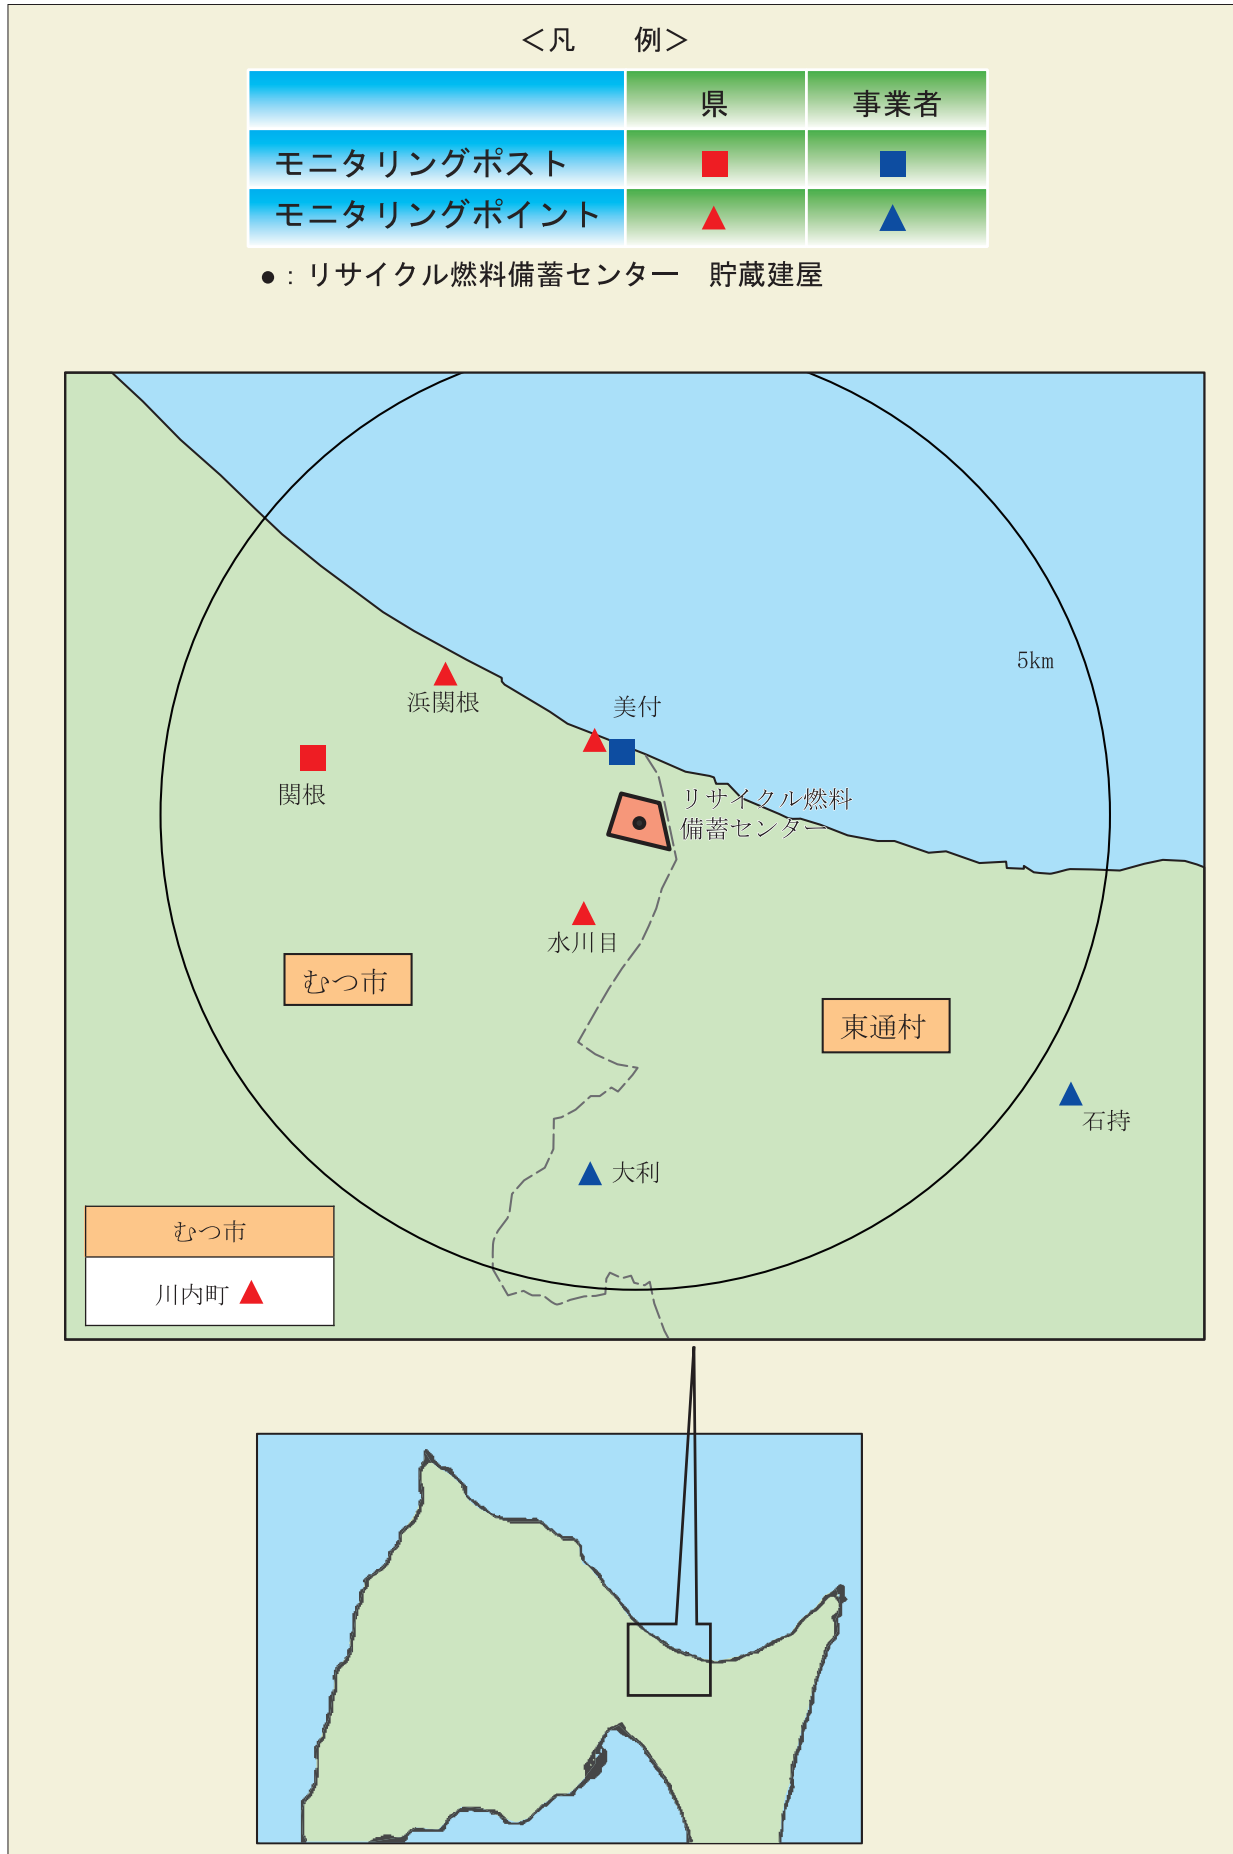 ＜凡　例＞
県　事業者
モニタリングポスト
モニタリングポイント
●：リサイクル燃料備蓄センター　貯蔵建屋
5km
浜関根
美付
関根
リサイクル燃料
備蓄センター
水川目
むつ市
東通村
石持
大利
むつ市
川内町